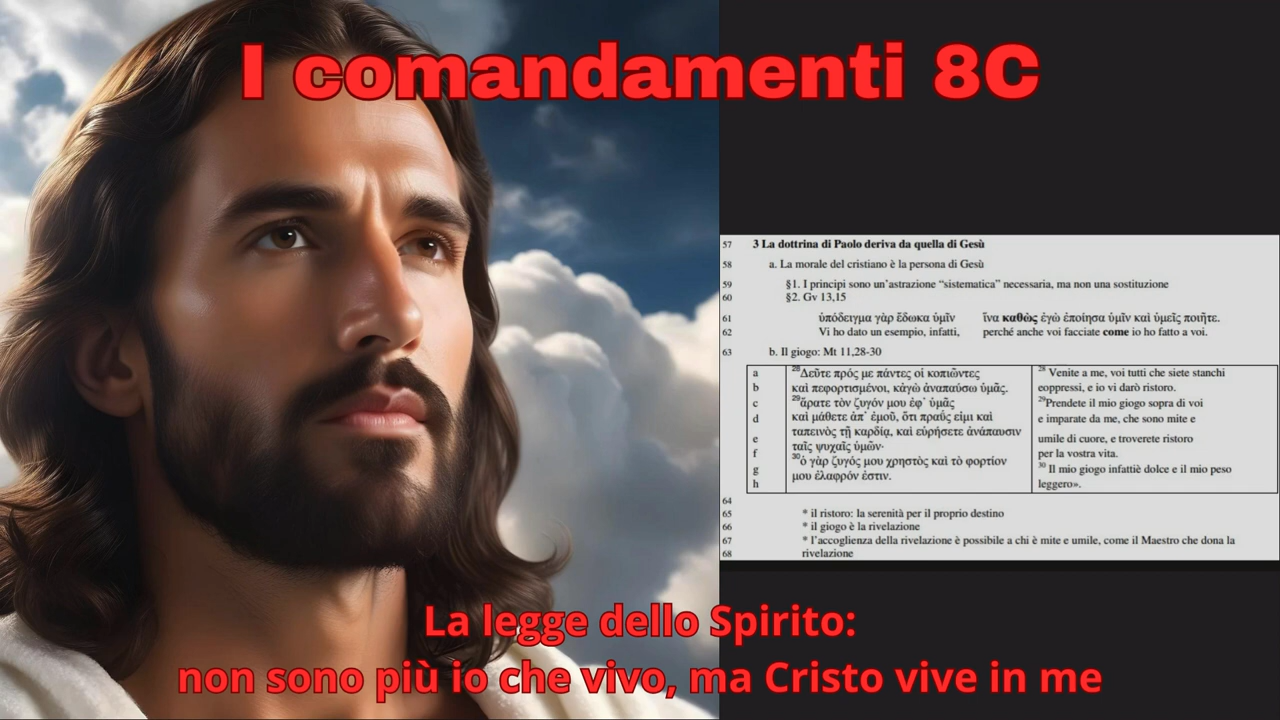 I comandamenti 8C
57 3 La dottrina di Paolo deriva da quella di Gesù
58 a. La morale del cristiano è la persona di Gesù
59 §1. I principi sono un’astrazione “sistematica” necessaria, ma non una sostituzione
60 §2. Gv 13,15
61 ὑπόδειγμα γὰρ ἔδωκα ὑμῖν ἵνα καθὼς ἐγὼ ἐποίησα ὑμῖν καὶ ὑμεῖς ποιῆτε.
62 Vi ho dato un esempio, infatti, perché anche voi facciate come io ho fatto a voi.
63 b. Il giogo: Mt 11,28-30
a 28 Δεῦτε πρός με πάντες οἱ κοπιῶντες 28 Venite a me, voi tutti che siete stanchi
b καὶ πεφορτισμένοι, κἀγὼ ἀναπαύσω ὑμᾶς. eoppressi, e io vi darò ristoro.
c 29ἄρατε τὸν ζυγόν μου ἐφ᾽ ὑμᾶς 29Prendete il mio giogo sopra di voi
d καὶ μάθετε ἀπ᾽ ἐμοῦ, ὅτι πραΰς εἰμι καὶ e imparate da me, che sono mite e
e ταπεινὸς τῇ καρδίᾳ, καὶ εὑρήσετε ἀνάπαυσιν umile di cuore, e troverete ristoro
f ταῖς ψυχαῖς ὑμῶν· per la vostra vita.
g 30ὁ γὰρ ζυγός μου χρηστὸς καὶ τὸ φορτίον 30 Il mio giogo infattiè dolce e il mio peso
h μου ἐλαφρόν ἐστιν. leggero».
64
65 * il ristoro: la serenità per il proprio destino
66 * il giogo è la rivelazione
67 * l’accoglienza della rivelazione è possibile a chi è mite e umile, come il Maestro che dona la
68 rivelazione
La legge dello Spirito:
non sono più io che vivo, ma Cristo vive in me